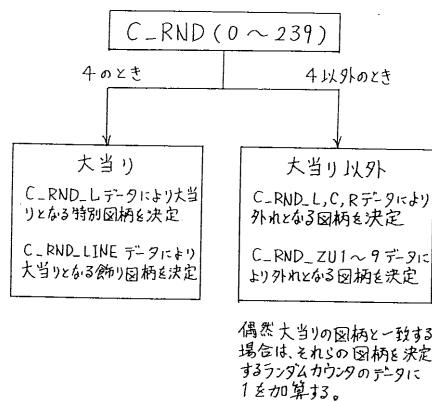 C_RND(0～239)
4のとき
4以外のとき
大当り
C_RND_Lデータにより大当
りとなる特別図柄を決定
C_RND_LINEデータにより
大当りとなる飾り図柄を決定
大当り以外
C_RND_L,C,Rデータにより
外れとなる図柄を決定
C_RND_ZU1～9データに
より外れとなる図柄を決定
偶然大当りの図柄と一致する
場合は、それらの図柄を決定
するランダムカウンタのデータに
1を加算する。